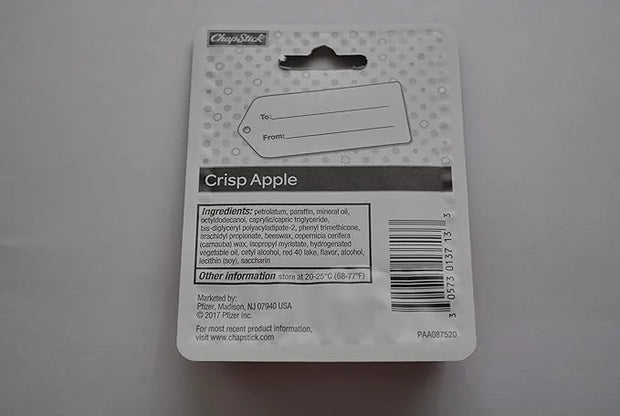 ChapStick
To:
From:
Crisp Apple
Ingredients: petrolatum, paraffin, mineral oil,
octyldodecanol, caprylic/capric triglyceride,
bis-diglyceryl polyacyladipate-2, phenyl trimethicone,
arachidyl propionate, beeswax, copernicia cerifera
(carnauba) wax, isopropyl myristate, hydrogenated
vegetable oil, cetyl alcohol, red 40 lake, flavor, alcohol,
lecithin (soy), saccharin
Other information store at 20-25°C (68-77°F)
Marketed by:
Pfizer, Madison, NJ 07940 USA
© 2017 Pfizer Inc.
For most recent product information,
visit www.chapstick.com
3 0573 0137 13 3
PAA087520